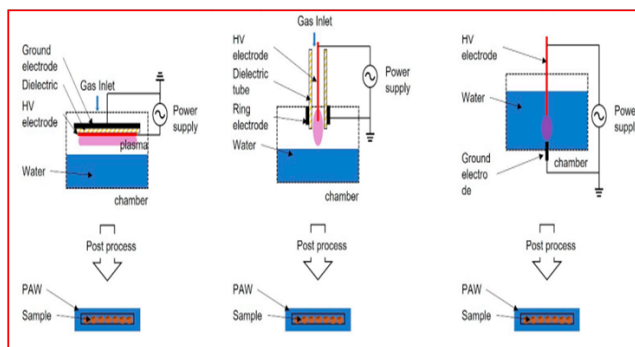 Ground
electrode
Dielectric
HV
electrode
Gas Inlet
Power
supply
plasma
Water
chamber
Post process
PAW
Sample
Gas Inlet
HV
electrode
Dielectric
tube
Ring
electrode
Water
Power
supply
chamber
Post process
PAW
Sample
HV
electrode
Water
Power
supply
Ground
electro
de
chamber
Post process
PAW
Sample